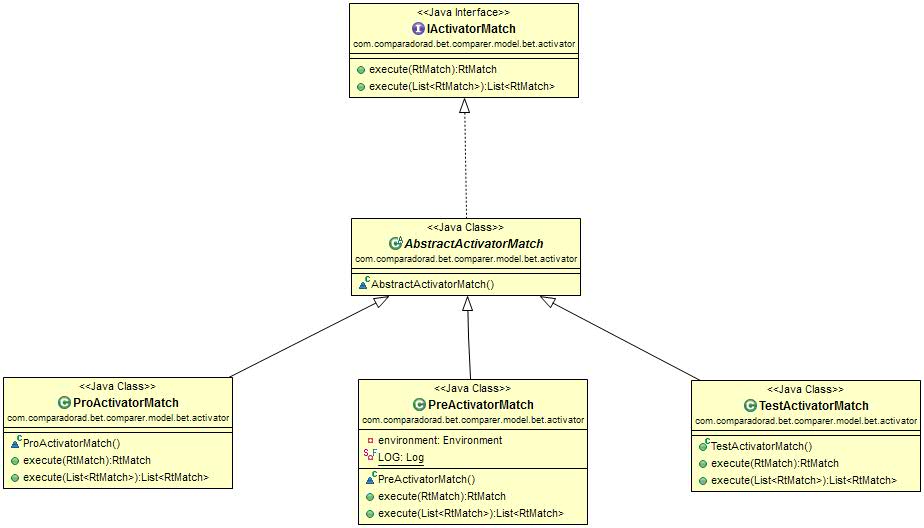 <<Java Interface>>
IActivatorMatch
com.comparadorad.bet.comparer.model.bet.activator
execute(RtMatch):RtMatch
execute(List<RtMatch>):List<RtMatch>
<<Java Class>>
AbstractActivatorMatch
com.comparadorad.bet.comparer.model.bet.activator
AbstractActivatorMatch()
<<Java Class>>
ProActivatorMatch
com.comparadorad.bet.comparer.model.bet.activator
ProActivatorMatch()
execute(RtMatch):RtMatch
execute(List<RtMatch>):List<RtMatch>
<<Java Class>>
PreActivatorMatch
com.comparadorad.bet.comparer.model.bet.activator
environment: Environment
LOG: Log
PreActivatorMatch()
execute(RtMatch):RtMatch
execute(List<RtMatch>):List<RtMatch>
<<Java Class>>
TestActivatorMatch
com.comparadorad.bet.comparer.model.bet.activator
TestActivatorMatch()
execute(RtMatch):RtMatch
execute(List<RtMatch>):List<RtMatch>